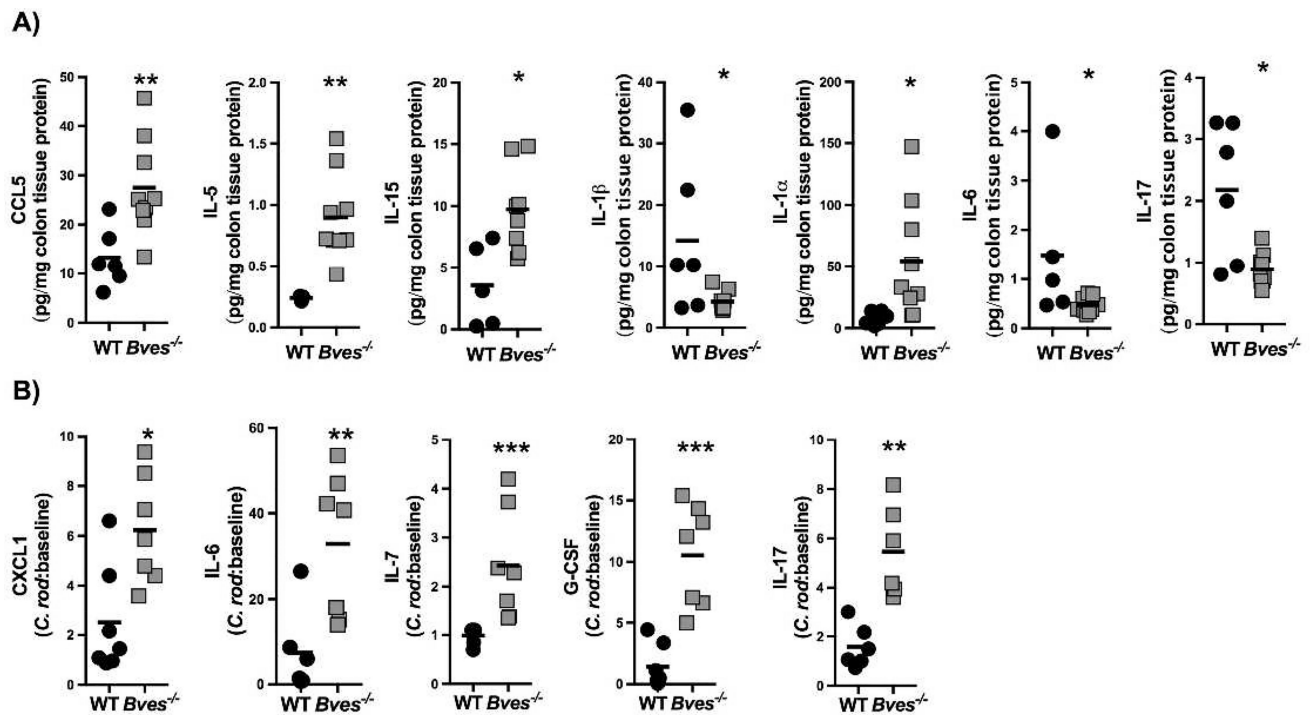 A)
CCL5
(pg/mg colon tissue protein)
50
40
30
20
10
0
**
WT Bves-/-
IL-5
(pg/mg colon tissue protein)
2.0
1.5
1.0
0.5
0.0
**
WT Bves-/-
IL-15
(pg/mg colon tissue protein)
20
15
10
5
0
*
WT Bves-/-
IL-1β
(pg/mg colon tissue protein)
40
30
20
10
0
*
WT Bves-/-
IL-1α
(pg/mg colon tissue protein)
200
150
100
50
0
*
WT Bves-/-
IL-6
(pg/mg colon tissue protein)
5
4
3
2
1
0
*
WT Bves-/-
IL-17
(pg/mg colon tissue protein)
4
3
2
1
0
*
WT Bves-/-
B)
CXCL1
(C. rod:baseline)
10
8
6
4
2
0
*
WT Bves-/-
IL-6
(C. rod:baseline)
60
40
20
0
**
WT Bves-/-
IL-7
(C. rod:baseline)
5
4
3
2
1
0
***
WT Bves-/-
G-CSF
(C. rod:baseline)
20
15
10
5
0
***
WT Bves-/-
IL-17
(C. rod:baseline)
10
8
6
4
2
0
**
WT Bves-/-